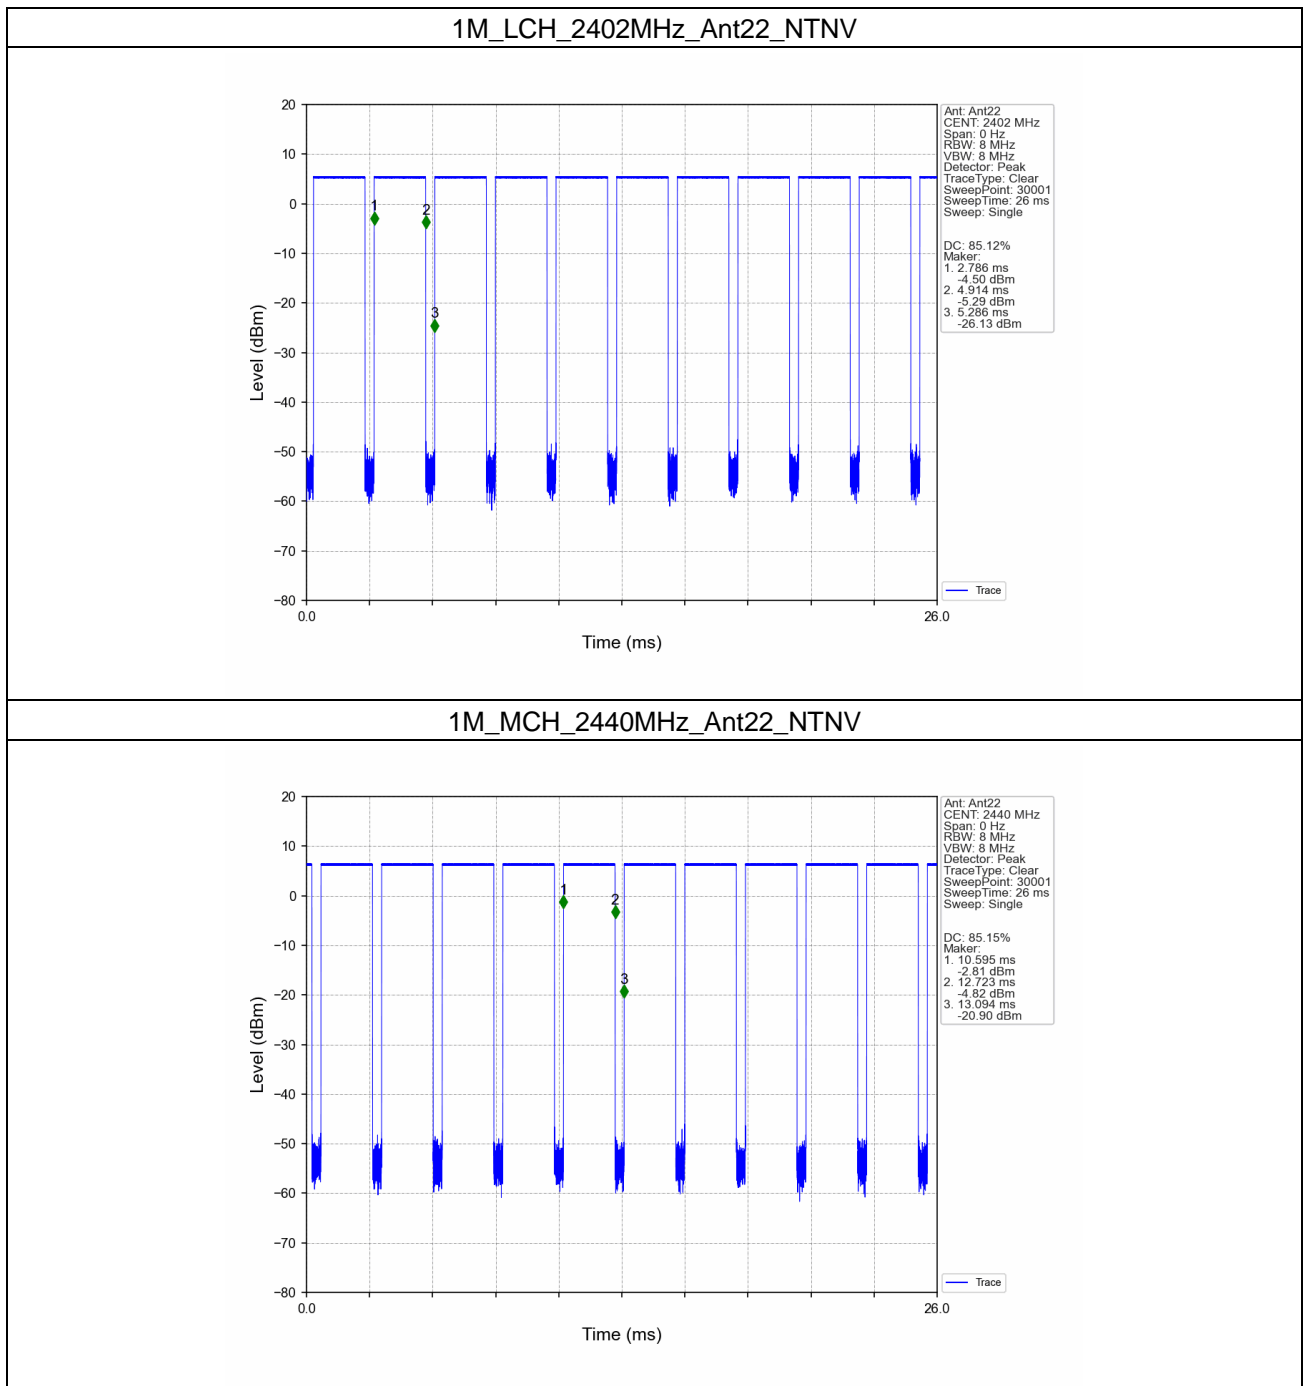 1M_LCH_2402MHz_Ant22_NTNV
20
10
0
−10
−20
−30
−40
−50
−60
−70
−80
Level (dBm)
0.0
26.0
Time (ms)
1
2
3
Ant: Ant22
CENT: 2402 MHz
Span: 0 Hz
RBW: 8 MHz
VBW: 8 MHz
Detector: Peak
TraceType: Clear
SweepPoint: 30001
SweepTime: 26 ms
Sweep: Single
DC: 85.12%
Maker:
1. 2.786 ms
-4.50 dBm
2. 4.914 ms
-5.29 dBm
3. 5.286 ms
-26.13 dBm
Trace
1M_MCH_2440MHz_Ant22_NTNV
20
10
0
−10
−20
−30
−40
−50
−60
−70
−80
Level (dBm)
0.0
26.0
Time (ms)
1
2
3
Ant: Ant22
CENT: 2440 MHz
Span: 0 Hz
RBW: 8 MHz
VBW: 8 MHz
Detector: Peak
TraceType: Clear
SweepPoint: 30001
SweepTime: 26 ms
Sweep: Single
DC: 85.15%
Maker:
1. 10.595 ms
-2.81 dBm
2. 12.723 ms
-4.82 dBm
3. 13.094 ms
-20.90 dBm
Trace